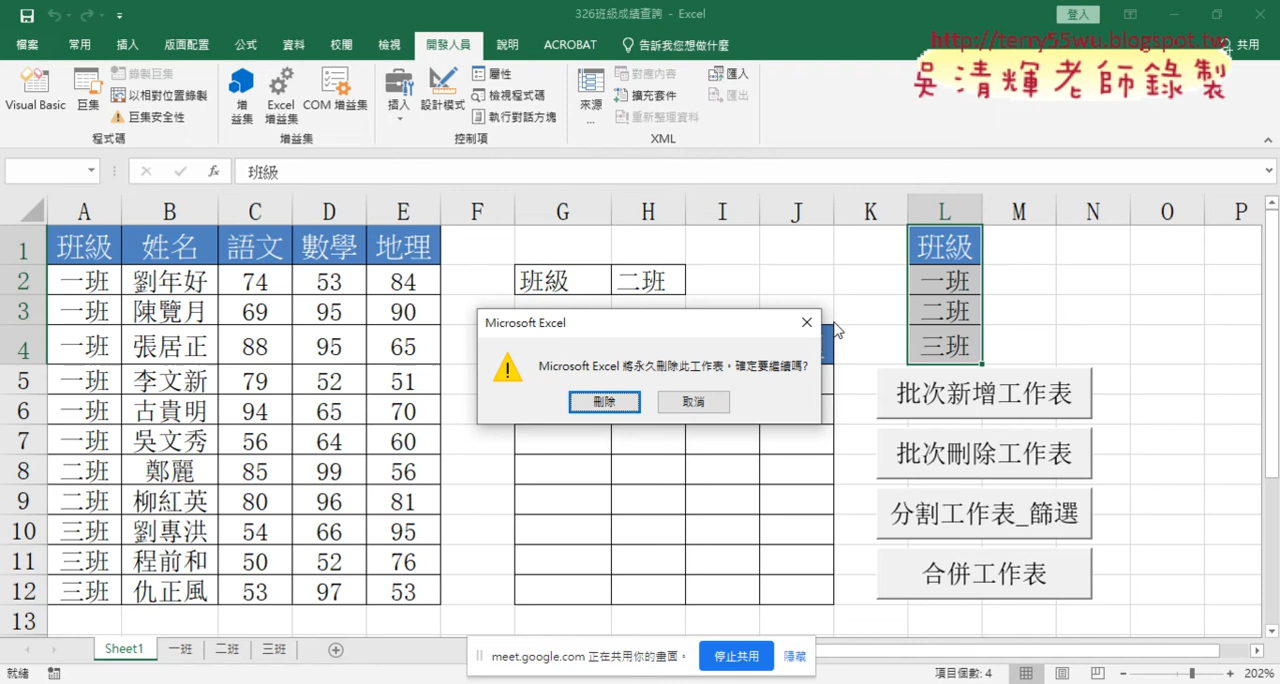 326班級成績查詢 - Excel
登入
檔案 常用 插入 版面配置 公式 資料 校閱 檢視 開發人員 說明 ACROBAT 告訴我您想做什麼 共用
http://terry55wu.blogspot.tw
吳清輝老師錄製
Visual Basic
巨集
錄製巨集
以相對位置錄製
巨集安全性
程式碼
增益集
Excel 增益集
COM 增益集
增益集
插入
設計模式
屬性
檢視程式碼
執行對話方塊
控制項
來源...
對應內容
擴充套件
重新整理資料
匯入
匯出
XML
fx 班級
A B C D E F G H I J K L M N O P
1 班級 姓名 語文 數學 地理 班級
2 一班 劉年好 74 53 84 班級 二班 一班
3 一班 陳覽月 69 95 90 二班
4 一班 張居正 88 95 65 三班
5 一班 李文新 79 52 51
6 一班 古貴明 94 65 70
7 一班 吳文秀 56 64 60
8 二班 鄭麗 85 99 56
9 二班 柳紅英 80 96 81
10 三班 劉專洪 54 66 95
11 三班 程前和 50 52 76
12 三班 仇正風 53 97 53
13
Microsoft Excel
Microsoft Excel 將永久刪除此工作表。確定要繼續嗎?
刪除 取消
批次新增工作表
批次刪除工作表
分割工作表_篩選
合併工作表
Sheet1 一班 二班 三班
meet.google.com 正在共用你的畫面。 停止共用 隱藏
就緒 項目個數: 4 202%